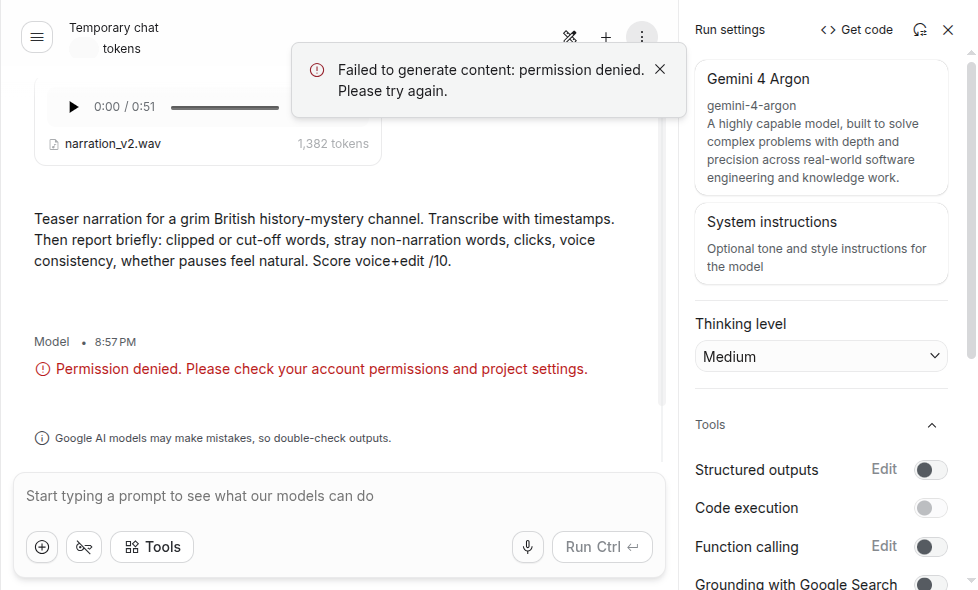 Temporary chat
tokens
Failed to generate content: permission denied.
Please try again.
0:00 / 0:51
narration_v2.wav
1,382 tokens
Teaser narration for a grim British history-mystery channel. Transcribe with timestamps.
Then report briefly: clipped or cut-off words, stray non-narration words, clicks, voice
consistency, whether pauses feel natural. Score voice+edit /10.
Model • 8:57 PM
Permission denied. Please check your account permissions and project settings.
Google AI models may make mistakes, so double-check outputs.
Start typing a prompt to see what our models can do
Tools
Run Ctrl ↵
Run settings
<> Get code
Gemini 4 Argon
gemini-4-argon
A highly capable model, built to solve
complex problems with depth and
precision across real-world software
engineering and knowledge work.
System instructions
Optional tone and style instructions for
the model
Thinking level
Medium
Tools
Structured outputs Edit
Code execution
Function calling Edit
Grounding with Google Search